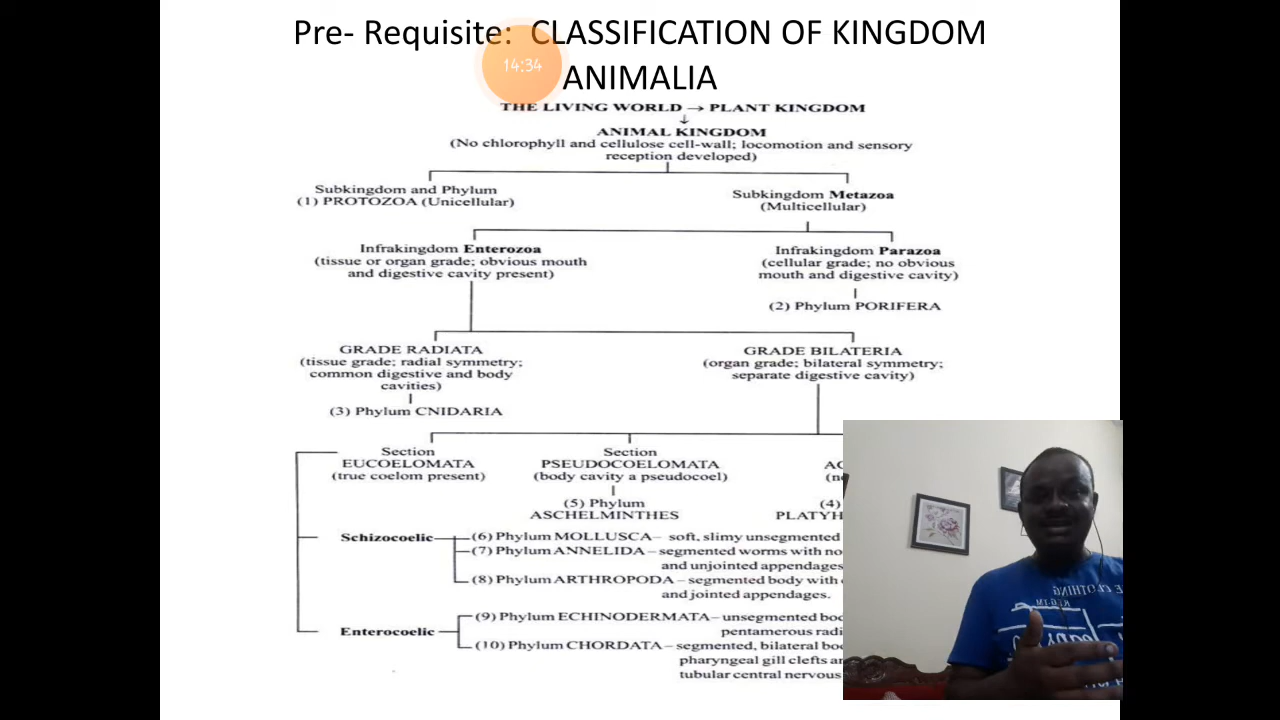 Pre- Requisite: CLASSIFICATION OF KINGDOM
14:34
ANIMALIA
THE LIVING WORLD → PLANT KINGDOM
↓
ANIMAL KINGDOM
(No chlorophyll and cellulose cell-wall; locomotion and sensory
reception developed)
Subkingdom and Phylum
(1) PROTOZOA (Unicellular)
Subkingdom Metazoa
(Multicellular)
Infrakingdom Enterozoa
(tissue or organ grade; obvious mouth
and digestive cavity present)
Infrakingdom Parazoa
(cellular grade; no obvious
mouth and digestive cavity)
(2) Phylum PORIFERA
GRADE RADIATA
(tissue grade; radial symmetry;
common digestive and body
cavities)
(3) Phylum CNIDARIA
GRADE BILATERIA
(organ grade; bilateral symmetry;
separate digestive cavity)
Section
EUCOELOMATA
(true coelom present)
Section
PSEUDOCOELOMATA
(body cavity a pseudocoel)
(5) Phylum
ASCHELMINTHES
(4)
Schizocoelic
(6) Phylum MOLLUSCA– soft, slimy unsegmented
(7) Phylum ANNELIDA – segmented worms with no
and unjointed appendages
(8) Phylum ARTHROPODA – segmented body with
and jointed appendages.
Enterocoelic
(9) Phylum ECHINODERMATA– unsegmented
pentamerous
(10) Phylum CHORDATA – segmented, bilateral
pharyngeal gill clefts
tubular central nervous